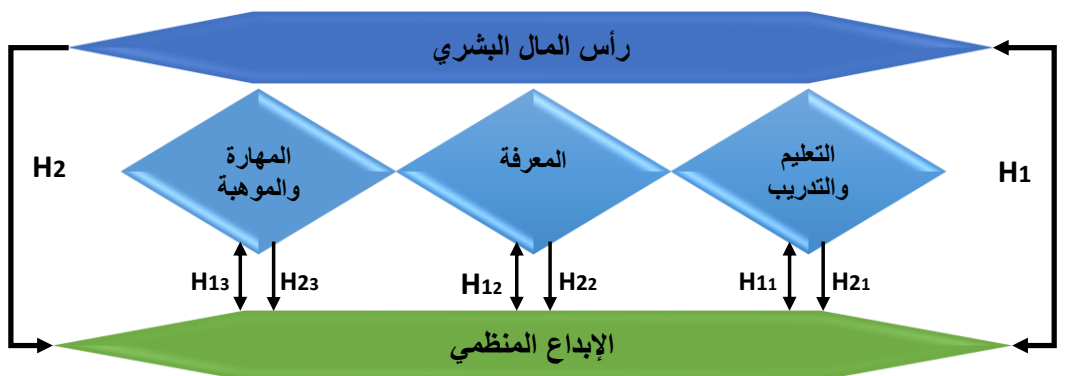 رأس المال البشري
التعليم
والتدريب
المعرفة
المهارة
والموهبة
H1
H2
H11
H21
H12
H22
H13
H23
الإبداع المنظمي